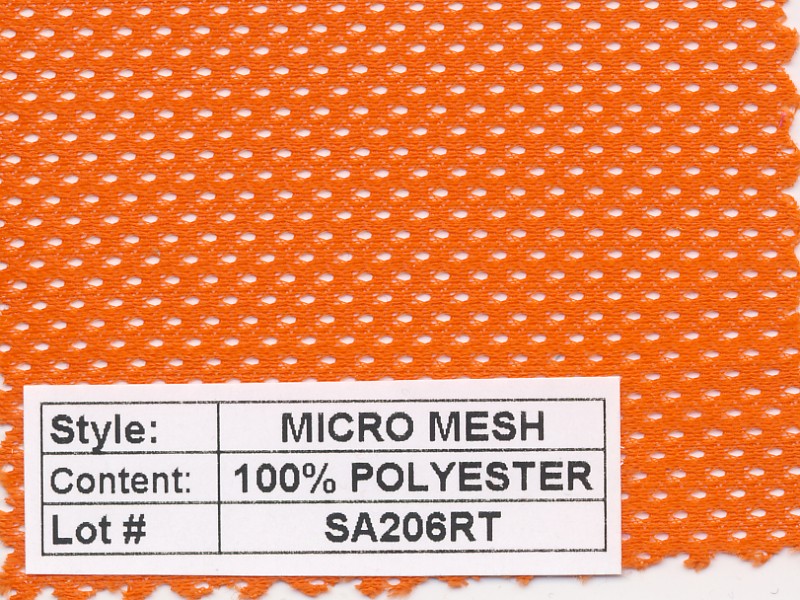 Style: MICRO MESH
Content: 100% POLYESTER
Lot # SA206RT